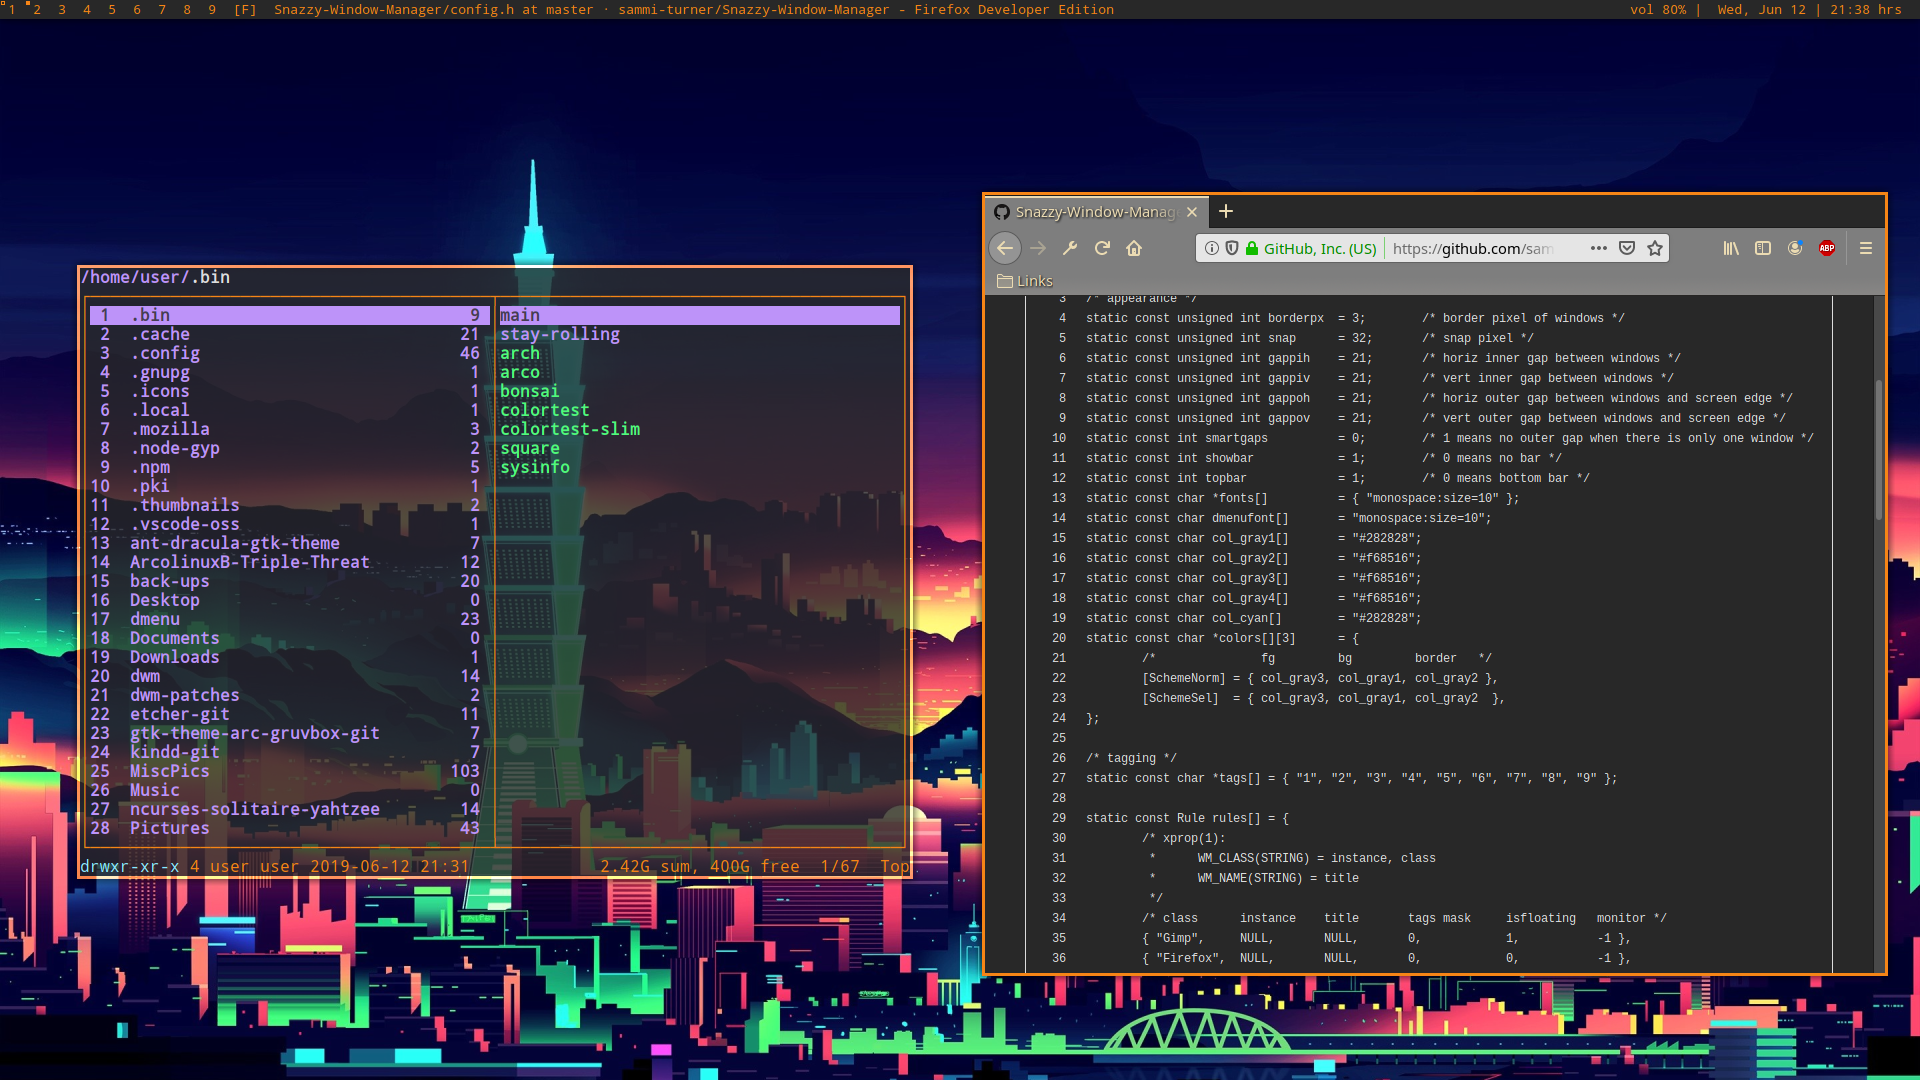 1 2 3 4 5 6 7 8 9 [F] Snazzy-Window-Manager/config.h at master · sammi-turner/Snazzy-Window-Manager - Firefox Developer Edition vol 80% | Wed, Jun 12 | 21:38 hrs
/home/user/.bin
1 .bin 9
2 .cache 21
3 .config 46
4 .gnupg 1
5 .icons 1
6 .local 1
7 .mozilla 3
8 .node-gyp 2
9 .npm 5
10 .pki 1
11 .thumbnails 2
12 .vscode-oss 1
13 ant-dracula-gtk-theme 7
14 ArcolinuxB-Triple-Threat 12
15 back-ups 20
16 Desktop 0
17 dmenu 23
18 Documents 0
19 Downloads 1
20 dwm 14
21 dwm-patches 2
22 etcher-git 11
23 gtk-theme-arc-gruvbox-git 7
24 kindd-git 7
25 MiscPics 103
26 Music 0
27 ncurses-solitaire-yahtzee 14
28 Pictures 43
main
stay-rolling
arch
arco
bonsai
colortest
colortest-slim
square
sysinfo
drwxr-xr-x 4 user user 2019-06-12 21:31 2.42G sum, 400G free 1/67 Top
Snazzy-Window-Manag
GitHub, Inc. (US) https://github.com/sam
ABP
Links
3 /* appearance */
4 static const unsigned int borderpx = 3; /* border pixel of windows */
5 static const unsigned int snap = 32; /* snap pixel */
6 static const unsigned int gappih = 21; /* horiz inner gap between windows */
7 static const unsigned int gappiv = 21; /* vert inner gap between windows */
8 static const unsigned int gappoh = 21; /* horiz outer gap between windows and screen edge */
9 static const unsigned int gappov = 21; /* vert outer gap between windows and screen edge */
10 static const int smartgaps = 0; /* 1 means no outer gap when there is only one window */
11 static const int showbar = 1; /* 0 means no bar */
12 static const int topbar = 1; /* 0 means bottom bar */
13 static const char *fonts[] = { "monospace:size=10" };
14 static const char dmenufont[] = "monospace:size=10";
15 static const char col_gray1[] = "#282828";
16 static const char col_gray2[] = "#f68516";
17 static const char col_gray3[] = "#f68516";
18 static const char col_gray4[] = "#f68516";
19 static const char col_cyan[] = "#282828";
20 static const char *colors[][3] = {
21 /* fg bg border */
22 [SchemeNorm] = { col_gray3, col_gray1, col_gray2 },
23 [SchemeSel] = { col_gray3, col_gray1, col_gray2 },
24 };
25
26 /* tagging */
27 static const char *tags[] = { "1", "2", "3", "4", "5", "6", "7", "8", "9" };
28
29 static const Rule rules[] = {
30 /* xprop(1):
31 * WM_CLASS(STRING) = instance, class
32 * WM_NAME(STRING) = title
33 */
34 /* class instance title tags mask isfloating monitor */
35 { "Gimp", NULL, NULL, 0, 1, -1 },
36 { "Firefox", NULL, NULL, 0, 0, -1 },